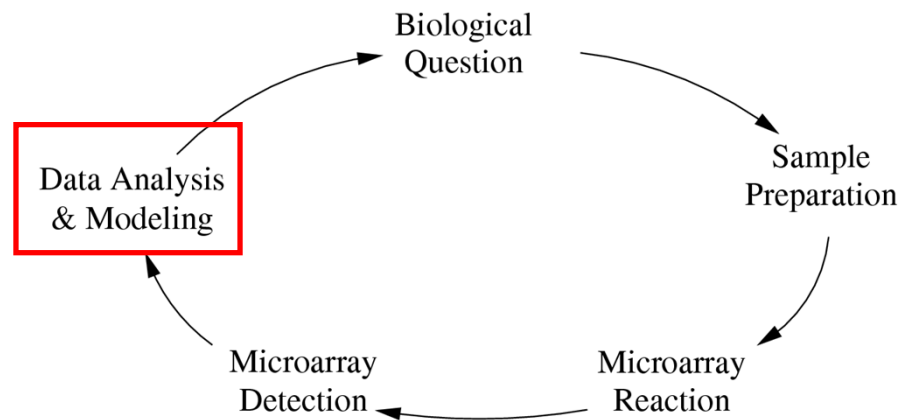 Biological
Question
Sample
Preparation
Microarray
Reaction
Microarray
Detection
Data Analysis
& Modeling